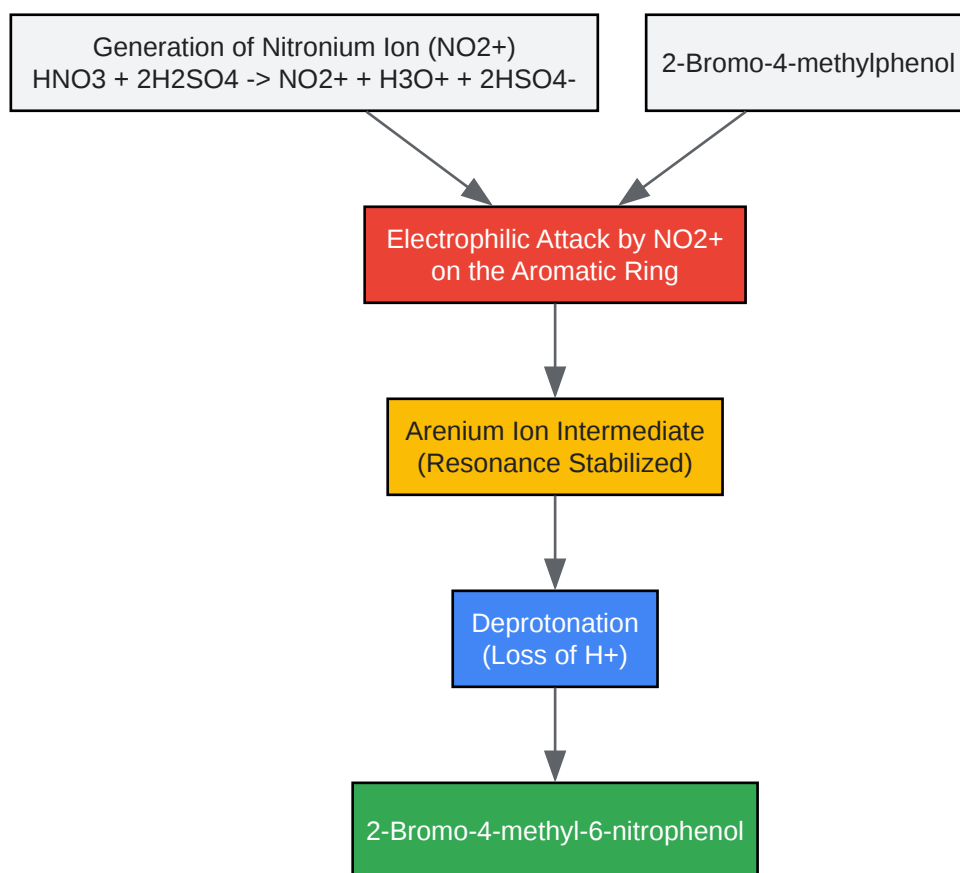 Generation of Nitronium Ion (NO2+)
HNO3 + 2H2SO4 -> NO2+ + H3O+ + 2HSO4-
2-Bromo-4-methylphenol
Electrophilic Attack by NO2+
on the Aromatic Ring
Arenium Ion Intermediate
(Resonance Stabilized)
Deprotonation
(Loss of H+)
2-Bromo-4-methyl-6-nitrophenol